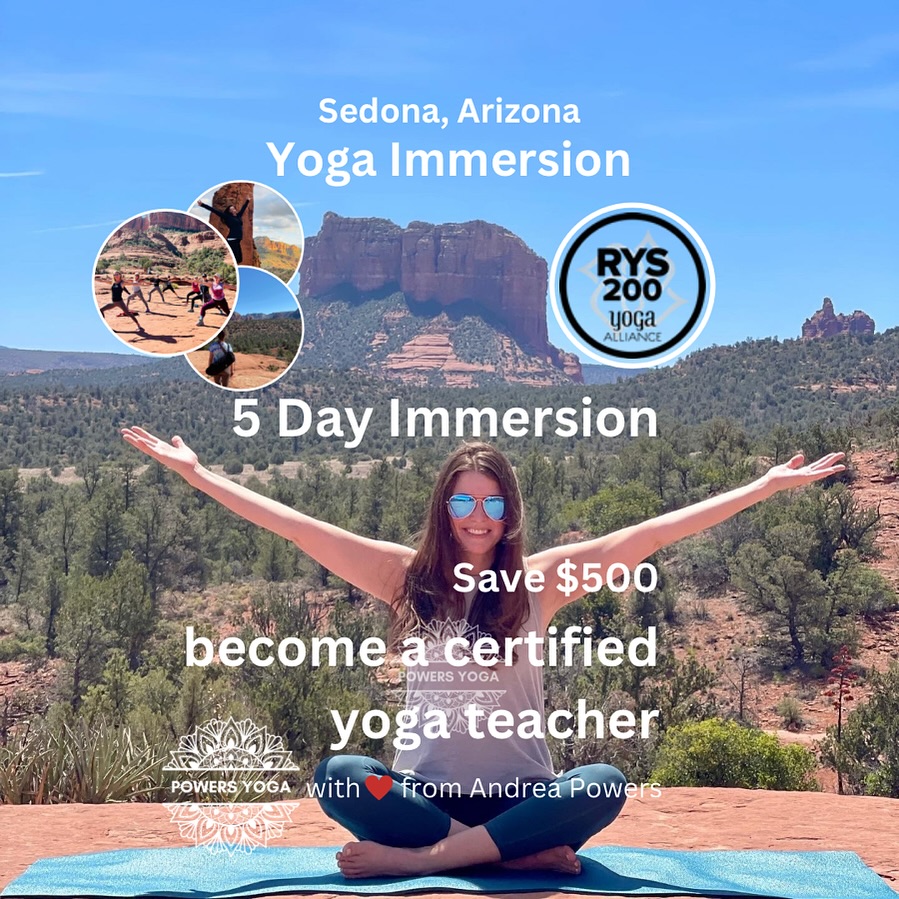 Sedona, Arizona
Yoga Immersion
RYS
200
yoga
ALLIANCE
5 Day Immersion
Save $500
become a certified
POWERS YOGA
yoga teacher
POWERS YOGA
with❤️ from Andrea Powers